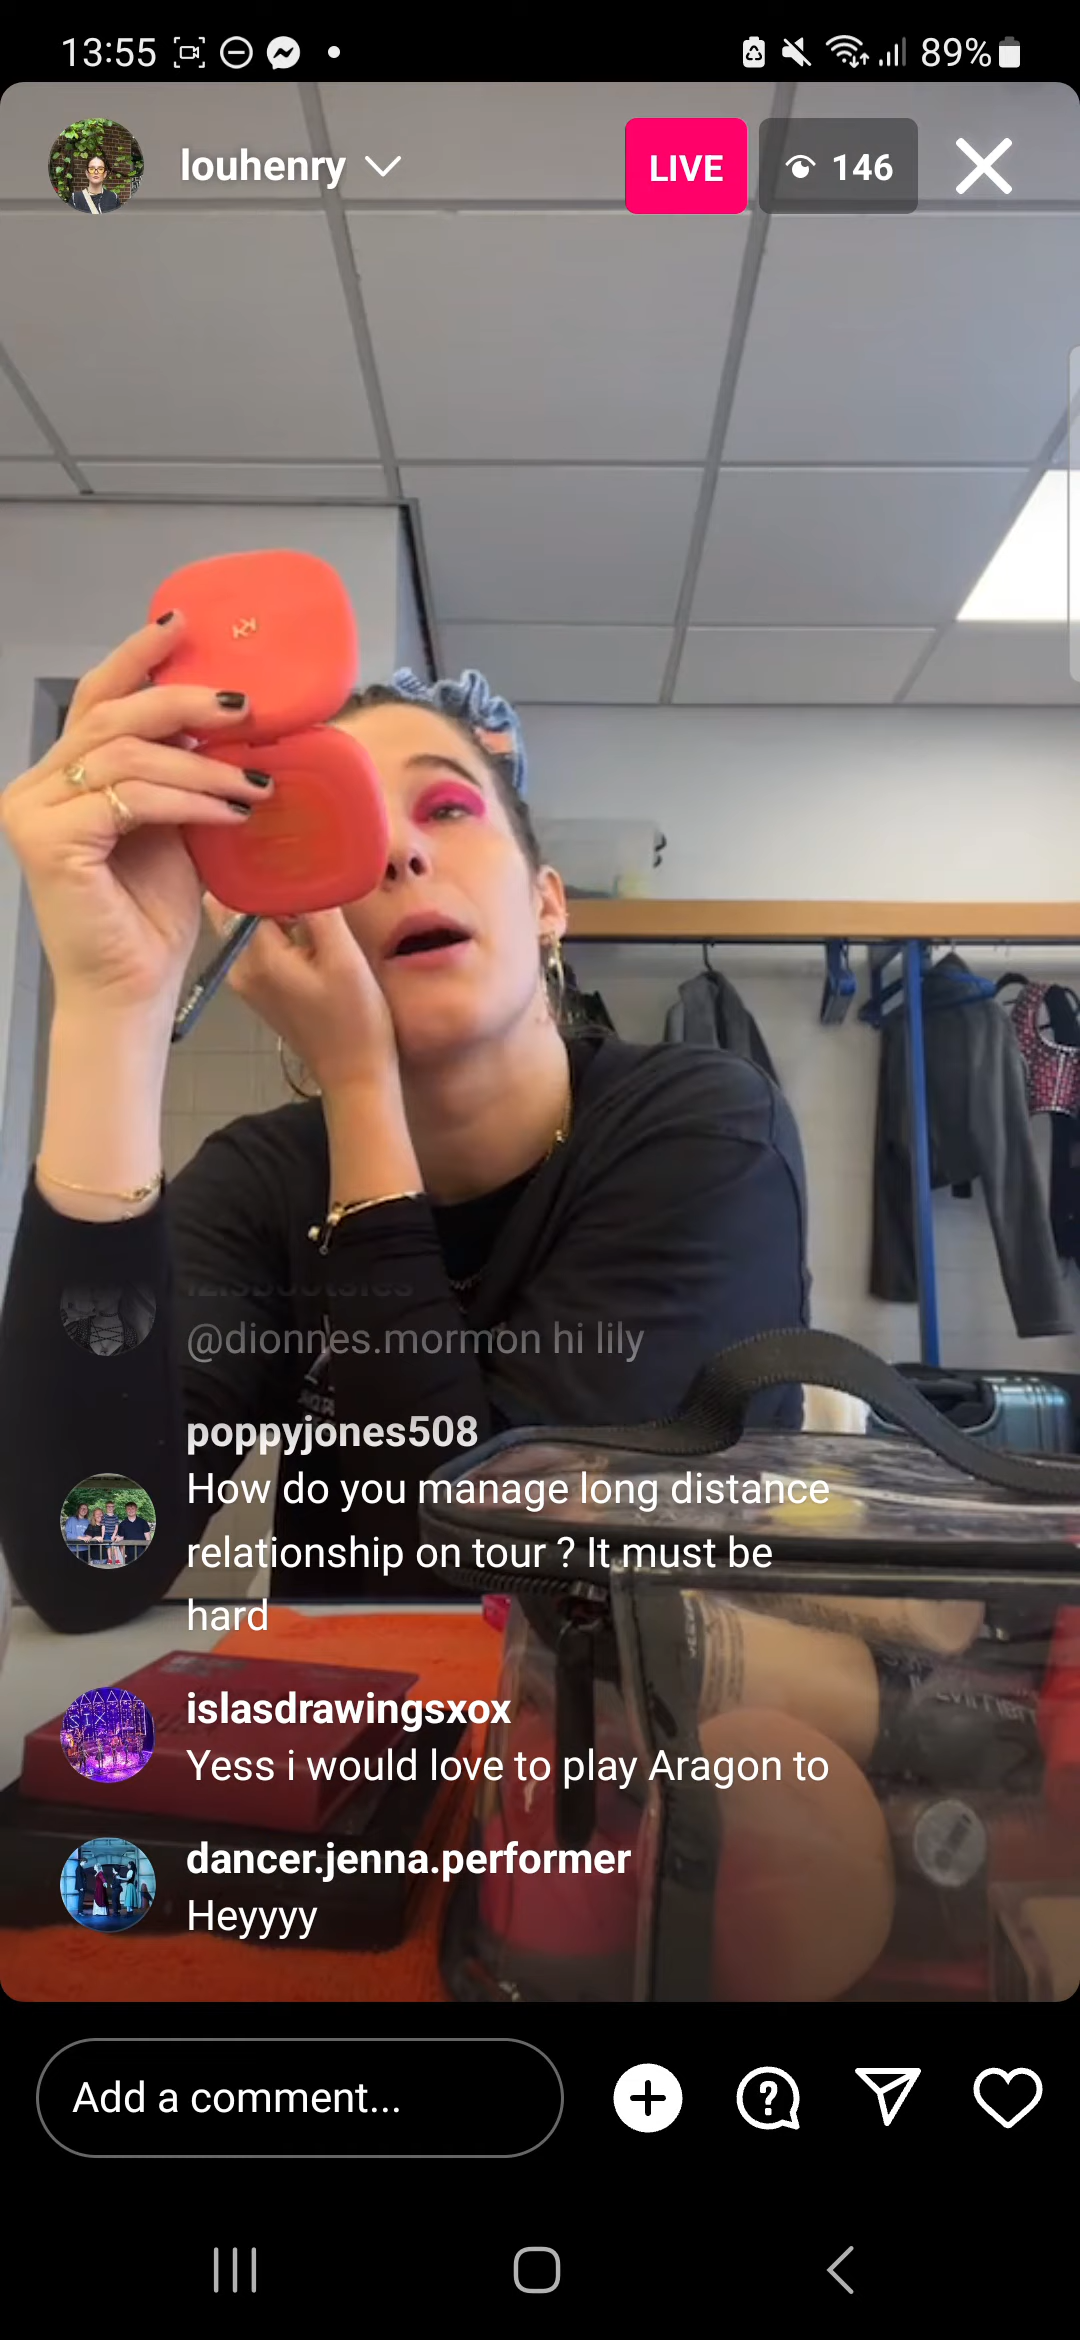 13:55
89%
louhenry
LIVE
146
@dionnes.mormon hi lily
poppyjones508
How do you manage long distance
relationship on tour ? It must be
hard
islasdrawingsxox
Yess i would love to play Aragon to
dancer.jenna.performer
Heyyyy
Add a comment...